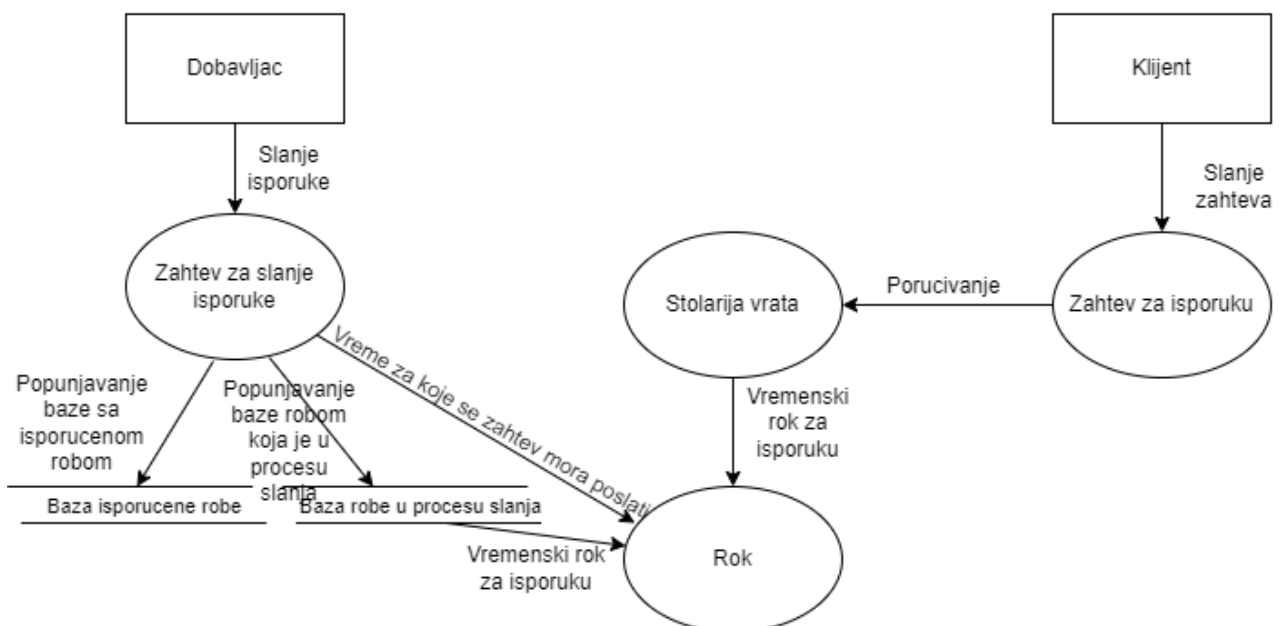 Dobavljac
Klijent
Slanje
isporuke
Slanje
zahteva
Zahtev za slanje
isporuke
Stolarija vrata
Porucivanje
Zahtev za isporuku
Vreme za koje se zahtev mora poslati
Popunjavanje
baze sa
isporucenom
robom
Popunjavanje
baze robom
koja je u
procesu
slanja
Vremenski
rok za
isporuku
Baza isporucene robe
Baza robe u procesu slanja
Vremenski rok
za isporuku
Rok